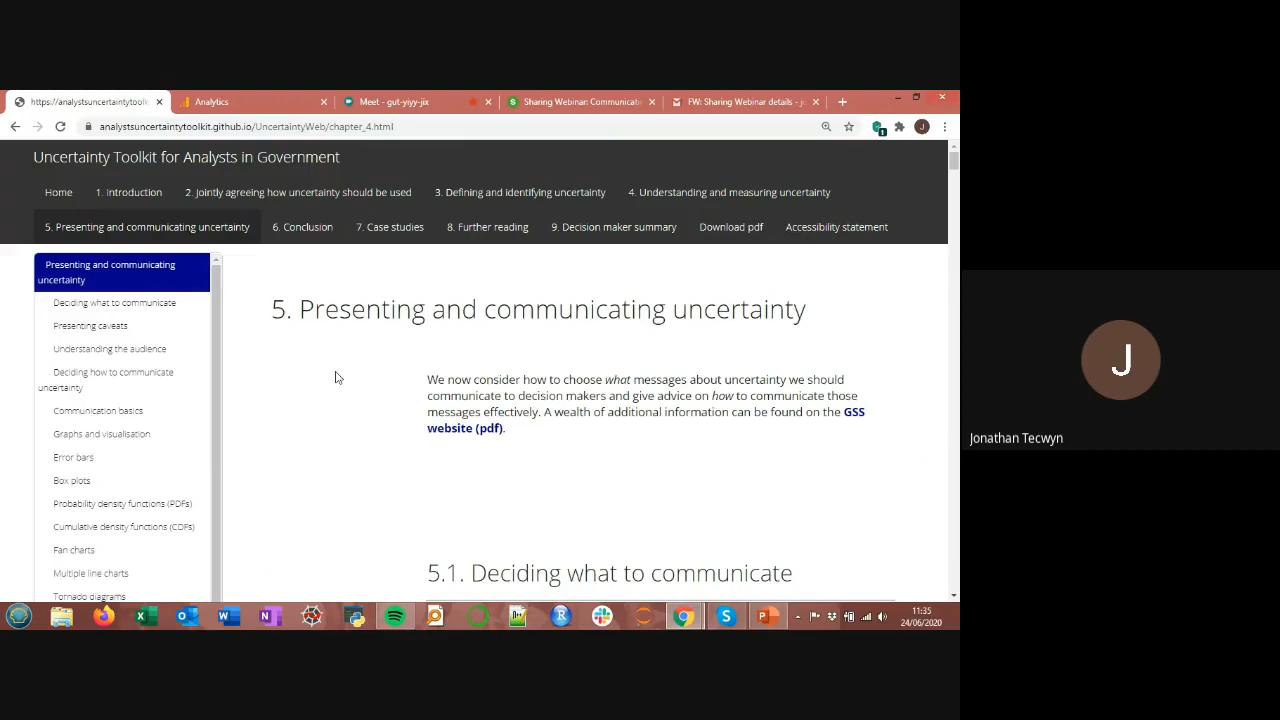 https://analystsuncertaintytoolk
Analytics
Meet - gut-yiyy-jix
Sharing Webinar: Communicati
FW: Sharing Webinar details - jo
analystsuncertaintytoolkit.github.io/UncertaintyWeb/chapter_4.html
J
Uncertainty Toolkit for Analysts in Government
Home
1. Introduction
2. Jointly agreeing how uncertainty should be used
3. Defining and identifying uncertainty
4. Understanding and measuring uncertainty
5. Presenting and communicating uncertainty
6. Conclusion
7. Case studies
8. Further reading
9. Decision maker summary
Download pdf
Accessibility statement
Presenting and communicating
uncertainty
Deciding what to communicate
Presenting caveats
Understanding the audience
Deciding how to communicate
uncertainty
Communication basics
Graphs and visualisation
Error bars
Box plots
Probability density functions (PDFs)
Cumulative density functions (CDFs)
Fan charts
Multiple line charts
Tornado diagrams
5. Presenting and communicating uncertainty
We now consider how to choose what messages about uncertainty we should
communicate to decision makers and give advice on how to communicate those
messages effectively. A wealth of additional information can be found on the GSS
website (pdf).
5.1. Deciding what to communicate
11:35
24/06/2020
J
Jonathan Tecwyn